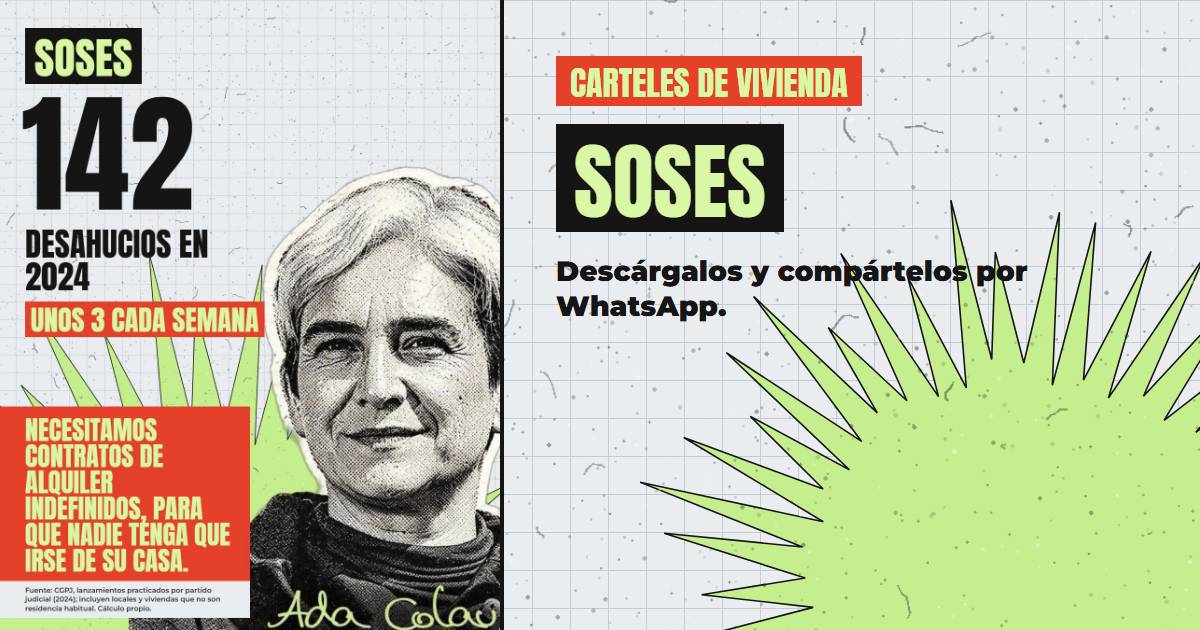 SOSES
142
DESAHUCIOS EN
2024
UNOS 3 CADA SEMANA
NECESITAMOS
CONTRATOS DE
ALQUILER
INDEFINIDOS, PARA
QUE NADIE TENGA QUE
IRSE DE SU CASA.
Fuente: CGPJ, lanzamientos practicados por partido
judicial (2024); incluyen locales y viviendas que no son
residencia habitual. Cálculo propio.
Ada Colau
CARTELES DE VIVIENDA
SOSES
Descárgalos y compártelos por
WhatsApp.